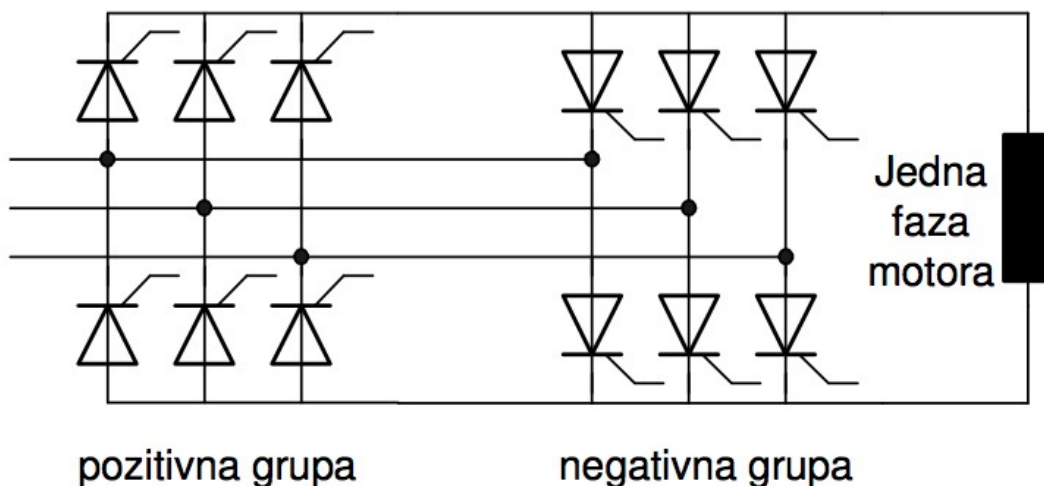 Jedna
faza
motora
pozitivna grupa
negativna grupa